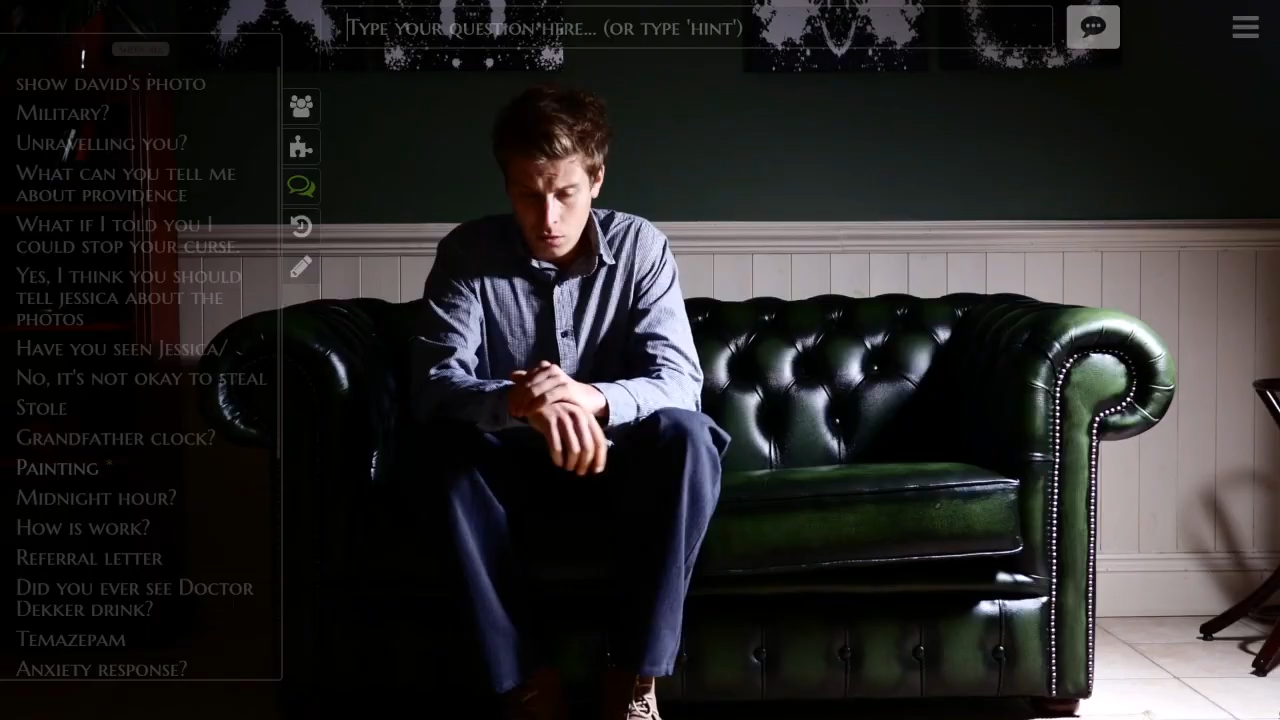 Type your question here... (or type 'hint')
show David's photo
Military?
Unravelling you?
What can you tell me
about providence
What if I told you I
could stop your curse.
Yes, I think you should
tell jessica about the
photos
Have you seen Jessica/
No, it's not okay to steal
Stole
Grandfather clock?
Painting *
Midnight hour?
How is work?
Referral letter
Did you ever see Doctor
Dekker drink?
Temazepam
Anxiety response?